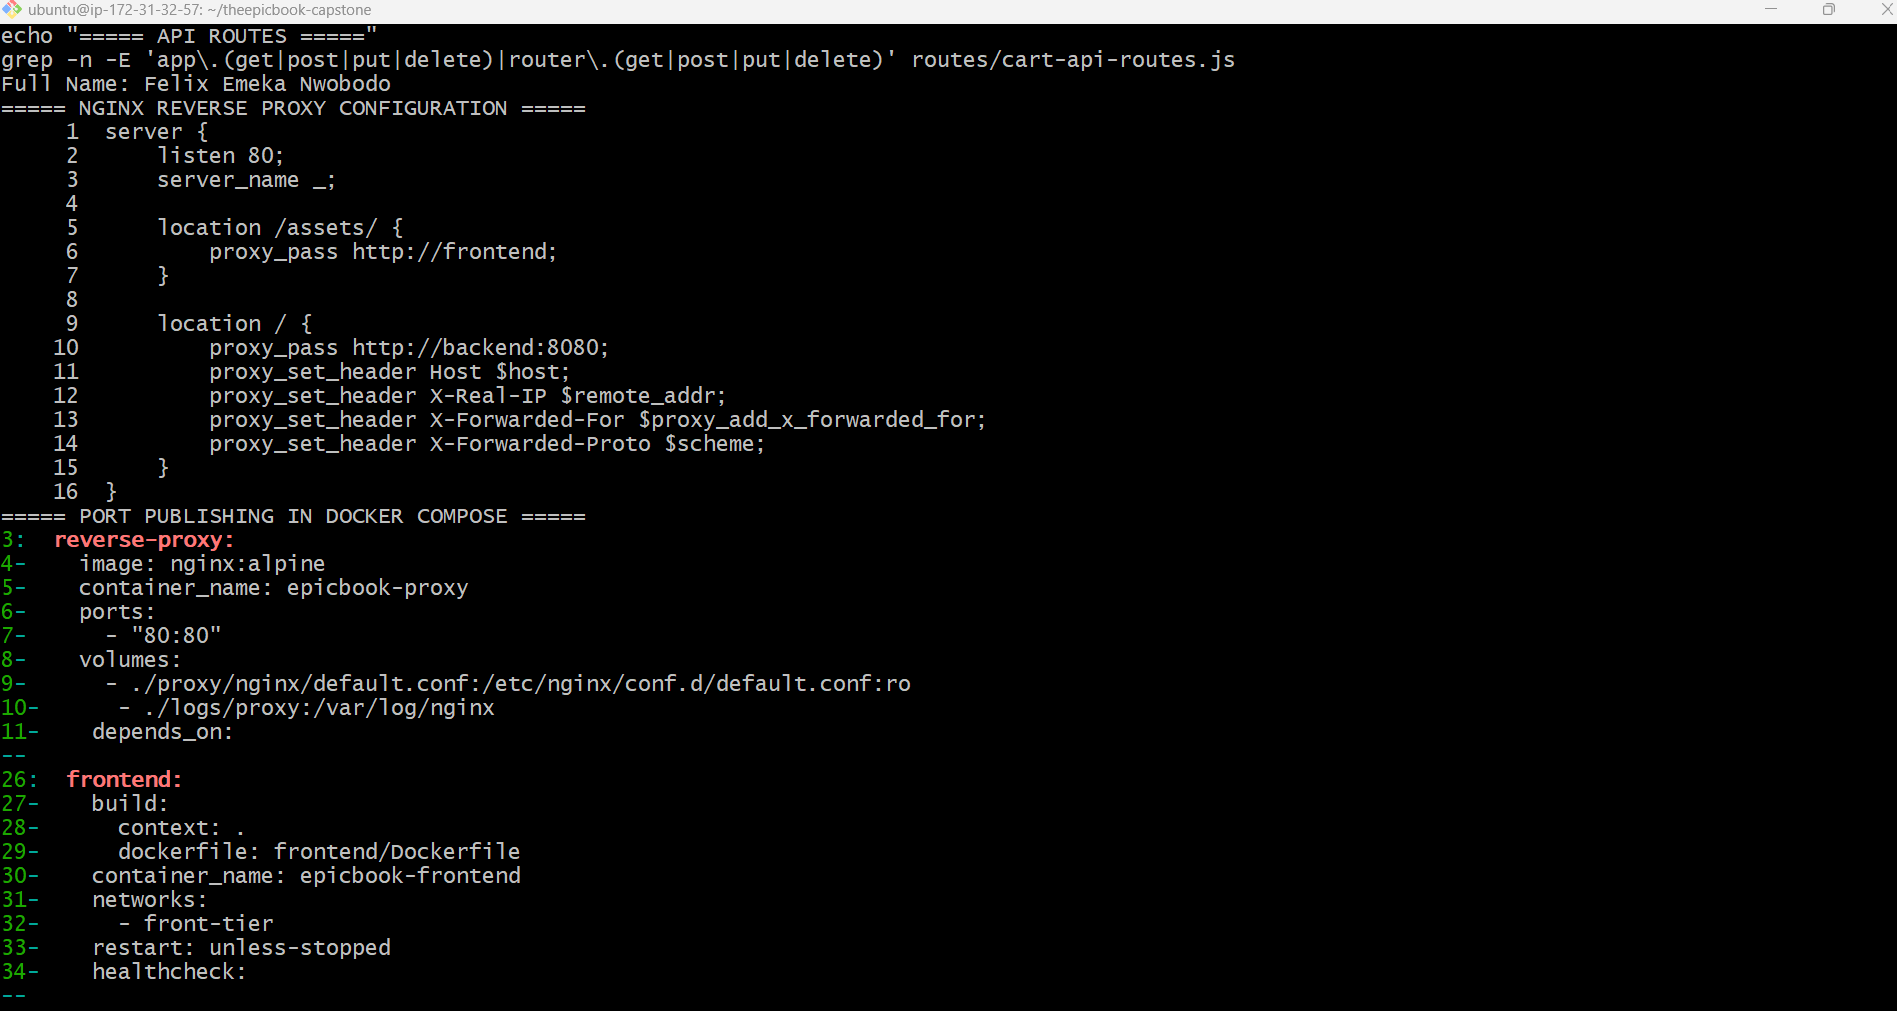 ubuntu@ip-172-31-32-57: ~/theepicbook-capstone
echo "===== API ROUTES ====="
grep -n -E 'app\.(get|post|put|delete)|router\.(get|post|put|delete)' routes/cart-api-routes.js
Full Name: Felix Emeka Nwobodo
===== NGINX REVERSE PROXY CONFIGURATION =====
     1  server {
     2      listen 80;
     3      server_name _;
     4
     5      location /assets/ {
     6          proxy_pass http://frontend;
     7      }
     8
     9      location / {
    10          proxy_pass http://backend:8080;
    11          proxy_set_header Host $host;
    12          proxy_set_header X-Real-IP $remote_addr;
    13          proxy_set_header X-Forwarded-For $proxy_add_x_forwarded_for;
    14          proxy_set_header X-Forwarded-Proto $scheme;
    15      }
    16  }
===== PORT PUBLISHING IN DOCKER COMPOSE =====
3:  reverse-proxy:
4-    image: nginx:alpine
5-    container_name: epicbook-proxy
6-    ports:
7-      - "80:80"
8-    volumes:
9-      - ./proxy/nginx/default.conf:/etc/nginx/conf.d/default.conf:ro
10-      - ./logs/proxy:/var/log/nginx
11-    depends_on:
--
26:  frontend:
27-    build:
28-      context: .
29-      dockerfile: frontend/Dockerfile
30-    container_name: epicbook-frontend
31-    networks:
32-      - front-tier
33-    restart: unless-stopped
34-    healthcheck:
--